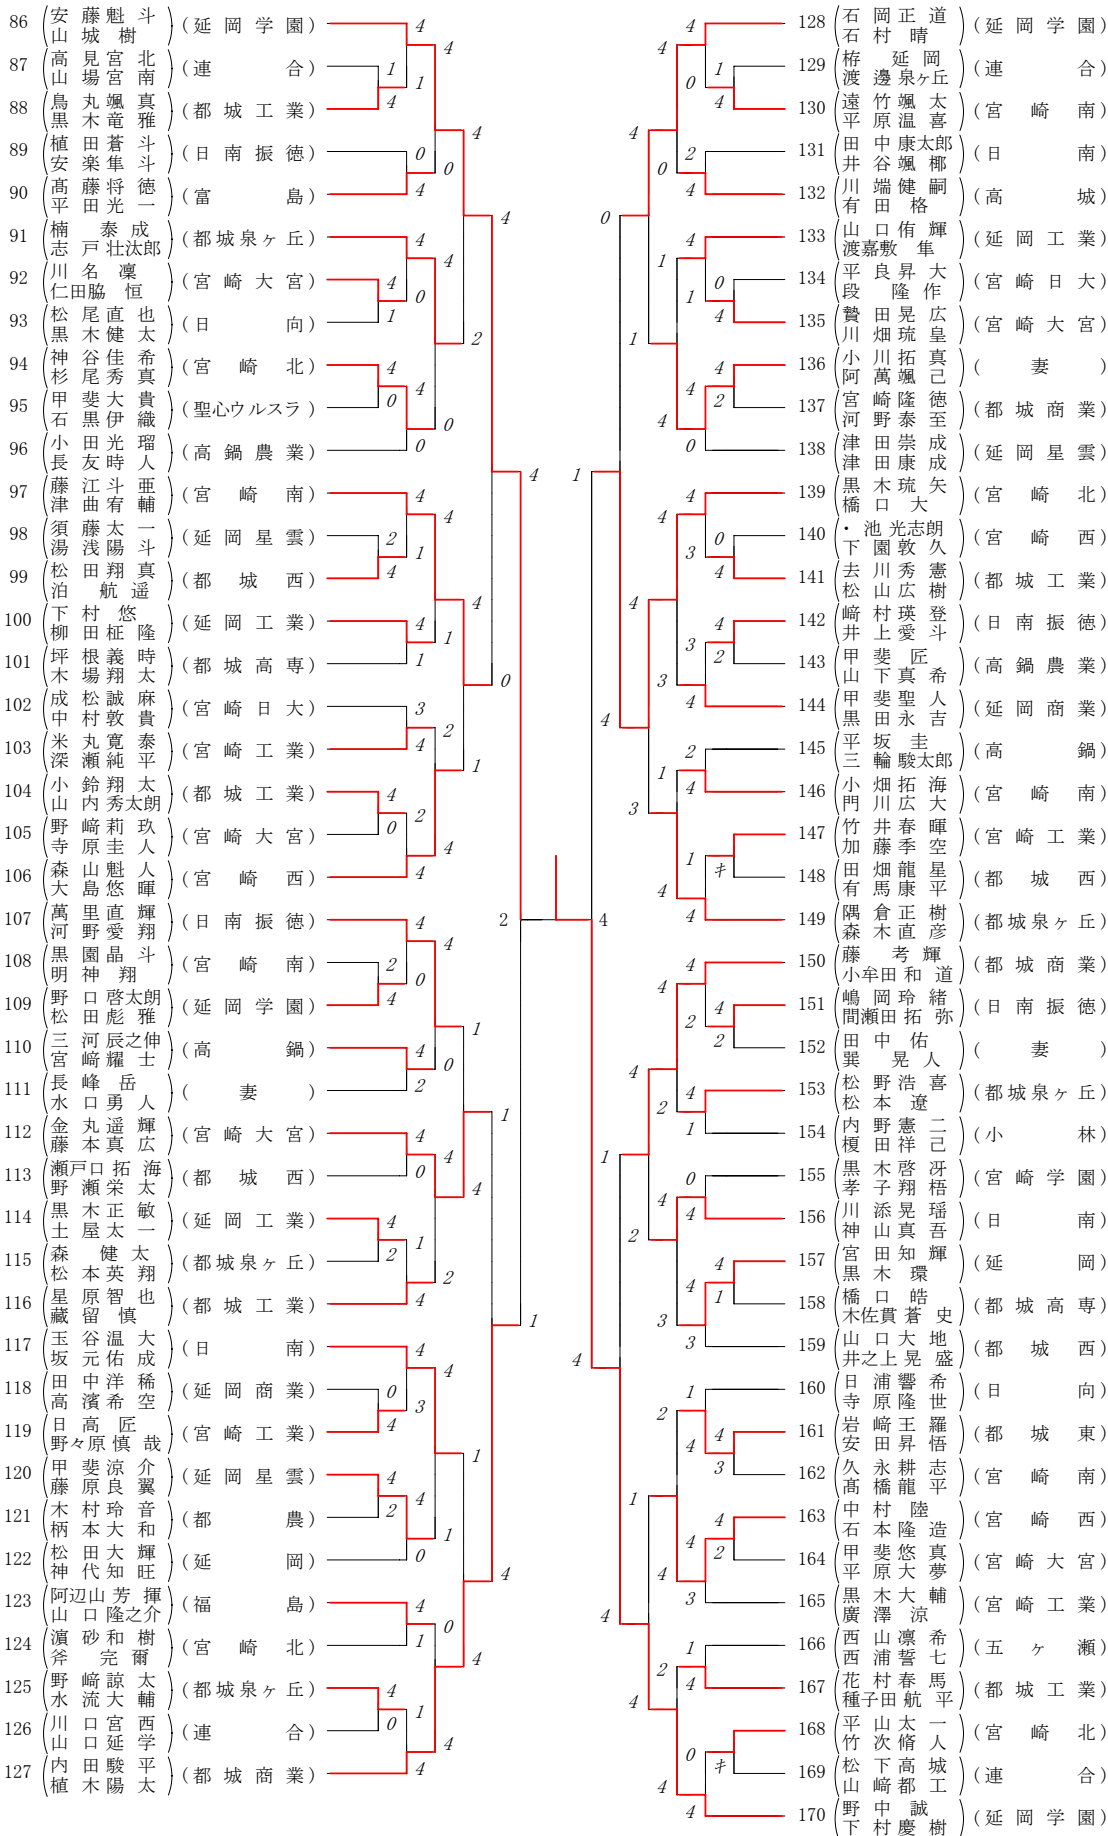 86 安藤魁斗 山城樹 (延岡学園)
87 高見宮北 山場宮南 (連合)
88 鳥丸颯真 黒木竜雅 (都城工業)
89 植田蒼斗 安楽隼斗 (日南振徳)
90 髙藤将徳 平田光一 (富島)
91 楠泰成 志戸壮汰郎 (都城泉ヶ丘)
92 川名凜 仁田脇恒 (宮崎大宮)
93 松尾直也 黒木健太 (日向)
94 神谷佳希 杉尾秀真 (宮崎北)
95 甲斐大貴 石黒伊織 (聖心ウルスラ)
96 小田光瑠 長友時人 (高鍋農業)
97 藤江斗亜 津曲宥輔 (宮崎南)
98 須藤太一 湯浅陽斗 (延岡星雲)
99 松田翔真 泊航遥 (都城西)
100 下村悠 柳田柾隆 (延岡工業)
101 坪根義時 木場翔太 (都城高専)
102 成松誠麻 中村敦貴 (宮崎日大)
103 米丸寛泰 深瀬純平 (宮崎工業)
104 小鈴翔太 山内秀太朗 (都城工業)
105 野﨑莉玖 寺原圭人 (宮崎大宮)
106 森山魁人 大島悠暉 (宮崎西)
107 萬里直輝 河野愛翔 (日南振徳)
108 黒園晶斗 明神翔 (宮崎南)
109 野口啓太朗 松田彪雅 (延岡学園)
110 三河辰之伸 宮﨑耀士 (高鍋)
111 長峰岳 水口勇人 (妻)
112 金丸遥輝 藤本真広 (宮崎大宮)
113 瀬戸口拓海 野瀬栄太 (都城西)
114 黒木正敏 土屋太一 (延岡工業)
115 森健太 松本英翔 (都城泉ヶ丘)
116 星原智也 藏留慎 (都城工業)
117 玉谷温大 坂元佑成 (日南)
118 田中洋稀 高濱希空 (延岡商業)
119 日高匠 野々原慎哉 (宮崎工業)
120 甲斐涼介 藤原良翼 (延岡星雲)
121 木村玲音 柄本大和 (都農)
122 松田大輝 神代知旺 (延岡)
123 阿辺山芳揮 山口隆之介 (福島)
124 濵砂和樹 斧完爾 (宮崎北)
125 野﨑諒太 水流大輔 (都城泉ヶ丘)
126 川口宮西 山口延学 (連合)
127 内田駿平 植木陽太 (都城商業)
128 石岡正道 石村晴 (延岡学園)
129 栫延岡 渡邊泉ヶ丘 (連合)
130 遠竹颯太 平原温喜 (宮崎南)
131 田中康太郎 井谷颯椰 (日南)
132 川端健嗣 有田格 (高城)
133 山口侑輝 渡嘉敷隼 (延岡工業)
134 平良昇大 段隆作 (宮崎日大)
135 贄田晃広 川畑琉皇 (宮崎大宮)
136 小川拓真 阿萬颯己 (妻)
137 宮崎隆徳 河野泰至 (都城商業)
138 津田崇成 津田康成 (延岡星雲)
139 黒木琉矢 橋口大 (宮崎北)
140 ・池光志朗 下園敦久 (宮崎西)
141 去川秀憲 松山広樹 (都城工業)
142 﨑村瑛登 井上愛斗 (日南振徳)
143 甲斐匠 山下真希 (高鍋農業)
144 甲斐聖人 黒田永吉 (延岡商業)
145 平坂圭 三輪駿太郎 (高鍋)
146 小畑拓海 門川広大 (宮崎南)
147 竹井春暉 加藤季空 (宮崎工業)
148 田畑龍星 有馬康平 (都城西)
149 隅倉正樹 森木直彦 (都城泉ヶ丘)
150 藤考輝 小牟田和道 (都城商業)
151 嶋岡玲緒 間瀬田拓弥 (日南振徳)
152 田中佑 巽晃人 (妻)
153 松野浩喜 松本遼 (都城泉ヶ丘)
154 内野憲二 榎田祥己 (小林)
155 黒木啓冴 孝子翔悟 (宮崎学園)
156 川添晃瑶 神山真吾 (日南)
157 宮田知輝 黒木環 (延岡)
158 橋口皓 木佐貫蒼史 (都城高専)
159 山口大地 井之上晃盛 (都城西)
160 日浦響希 寺原隆世 (日向)
161 岩﨑王羅 安田昇悟 (都城東)
162 久永耕志 髙橋龍平 (宮崎南)
163 中村陸 石本隆造 (宮崎西)
164 甲斐悠真 平原大夢 (宮崎大宮)
165 黒木大輔 廣澤涼 (宮崎工業)
166 西山凛希 西浦誓七 (五ヶ瀬)
167 花村春馬 種子田航平 (都城工業)
168 平山太一 竹次脩人 (宮崎北)
169 松下高城 山﨑都工 (連合)
170 野中誠 下村慶樹 (延岡学園)